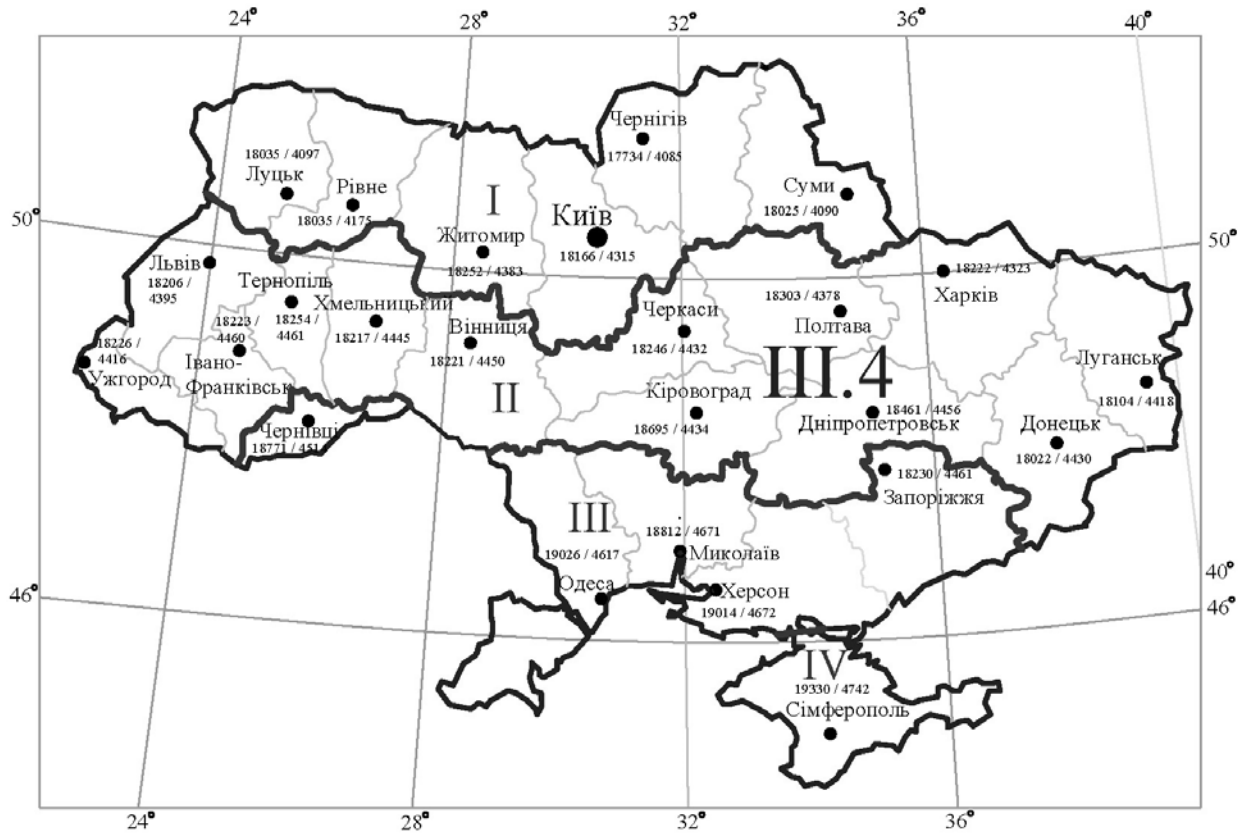 24° 28° 32° 36° 40°
Чернігів
17734 / 4085
18035 / 4097
Луцьк
Рівне
18035 / 4175
I
Київ
18166 / 4315
Суми
18025 / 4090
50°
50°
Житомир
18252 / 4383
Львів
18206 /
4395
Тернопіль
18254 /
4461
Хмельницький
18217 / 4445
Вінниця
18221 / 4450
Черкаси
18246 / 4432
18303 / 4378
Полтава
18222 / 4323
Харків
18223 /
4460
Івано-
Франківськ
18226 /
4416
Ужгород
II
III.4
Луганськ
18104 / 4418
Кіровоград
18695 / 4434
18461 / 4456
Дніпропетровськ
Донецьк
18022 / 4430
Чернівці
18771 / 451
18230 / 4461
Запоріжжя
III
18812 / 4671
Миколаїв
19026 / 4617
Одеса
Херсон
19014 / 4672
46°
40°
46°
IV
19330 / 4742
Сімферополь
24° 28° 32° 36°